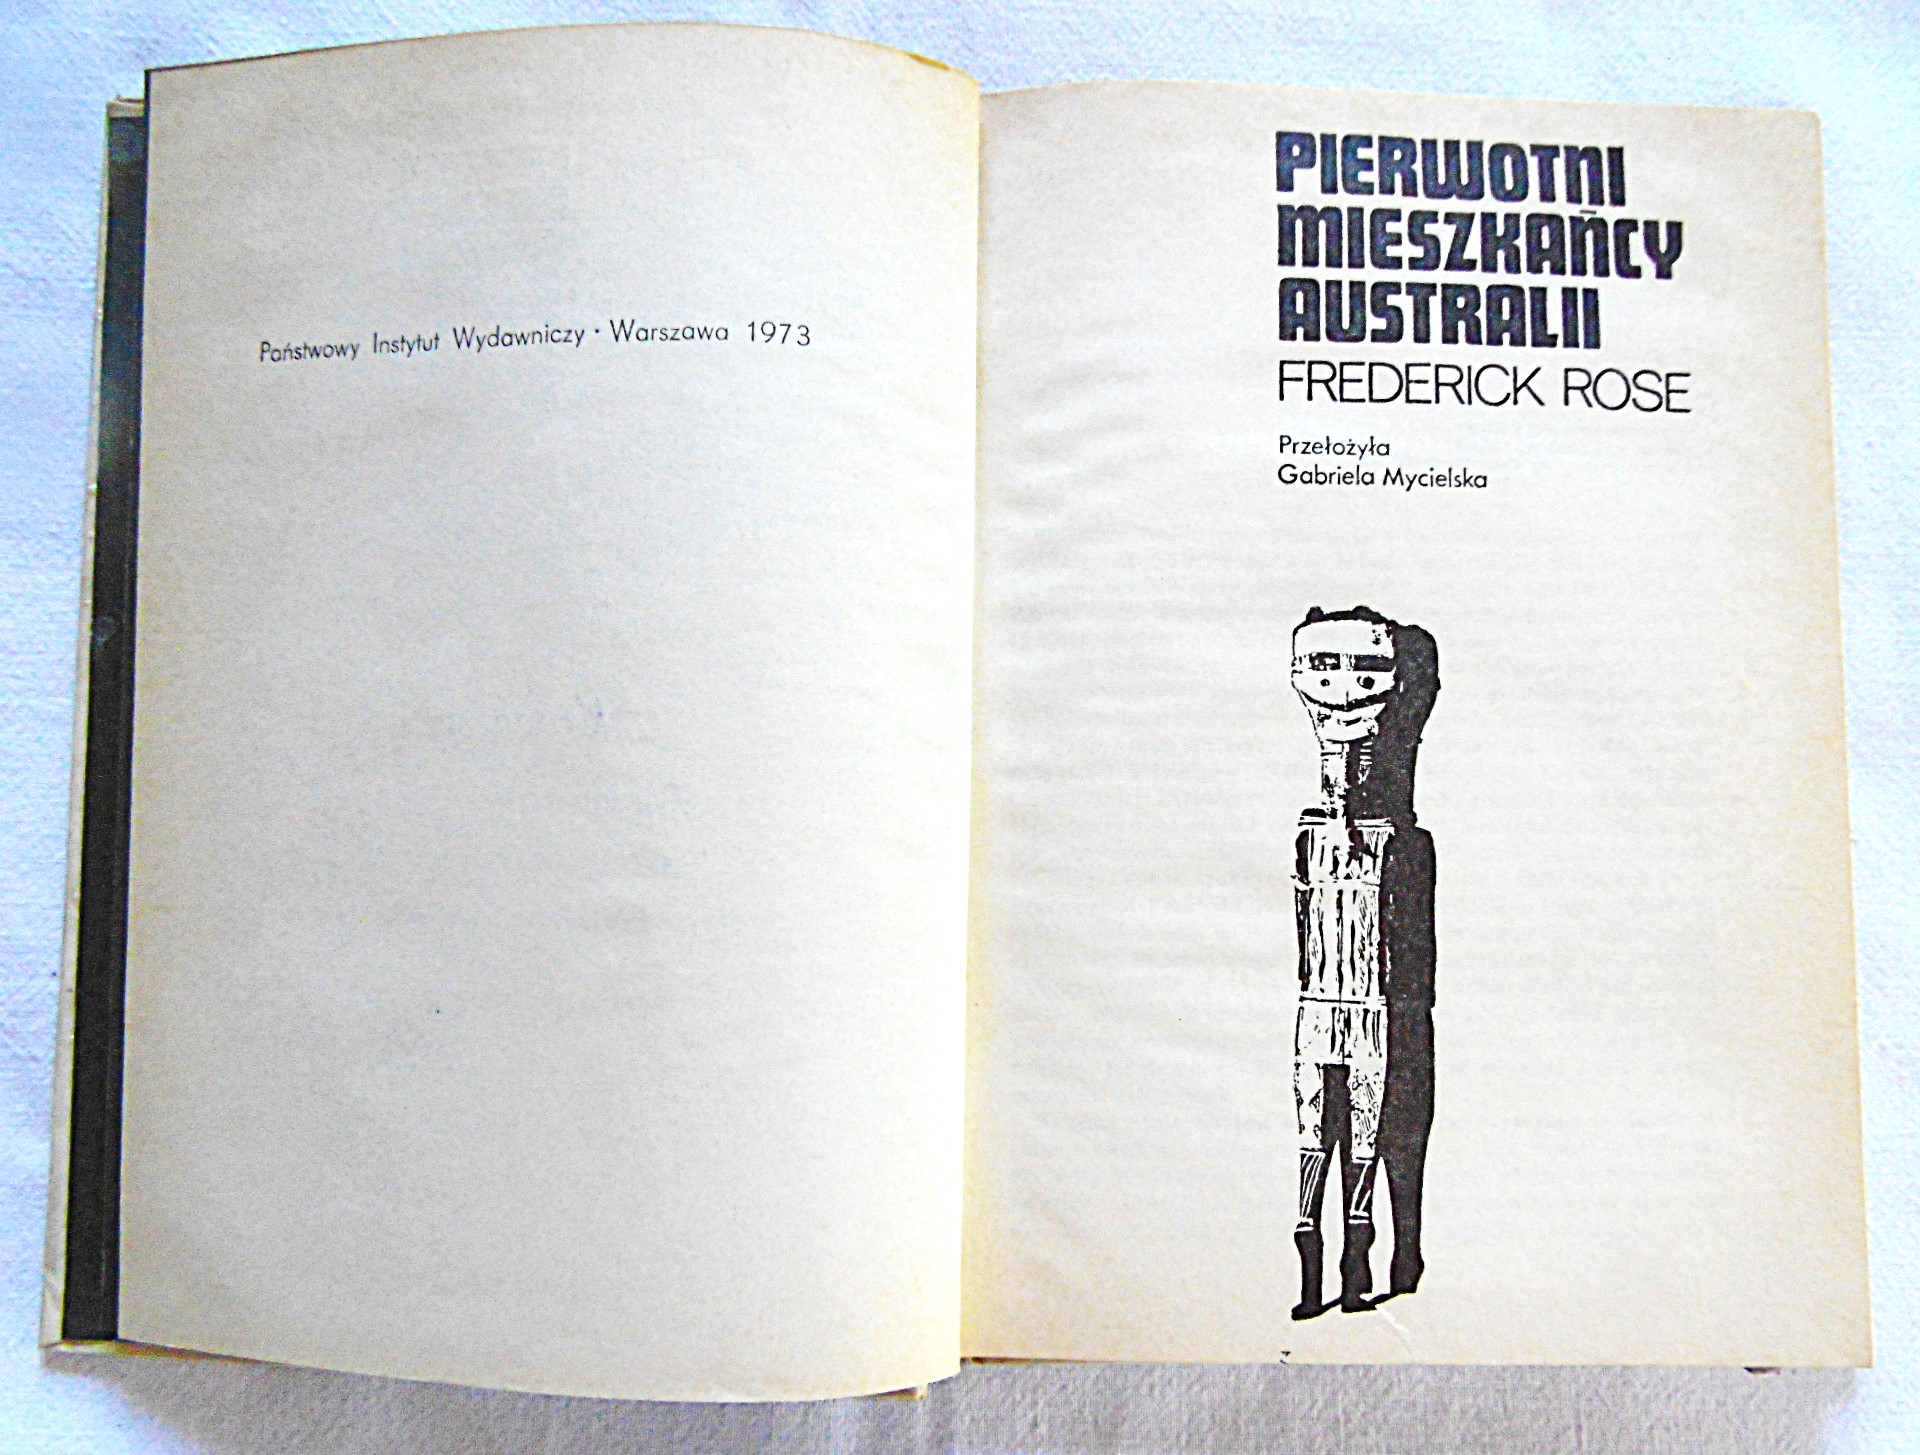 Państwowy Instytut Wydawniczy · Warszawa 1973
PIERWOTNI
MIESZKAŃCY
AUSTRALII
FREDERICK ROSE
Przełożyła
Gabriela Mycielska